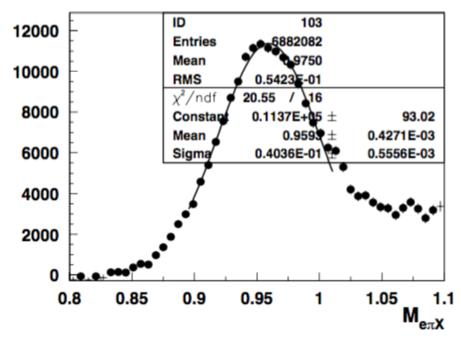 ID 103
Entries 6882082
Mean 0.9750
RMS 0.5423E-01
χ²/ndf 20.55 / 16
Constant 0.1137E+05 ± 93.02
Mean 0.9593 ± 0.4271E-03
Sigma 0.4036E-01 ± 0.5556E-03
12000
10000
8000
6000
4000
2000
0
0.8 0.85 0.9 0.95 1 1.05 1.1
MeπX